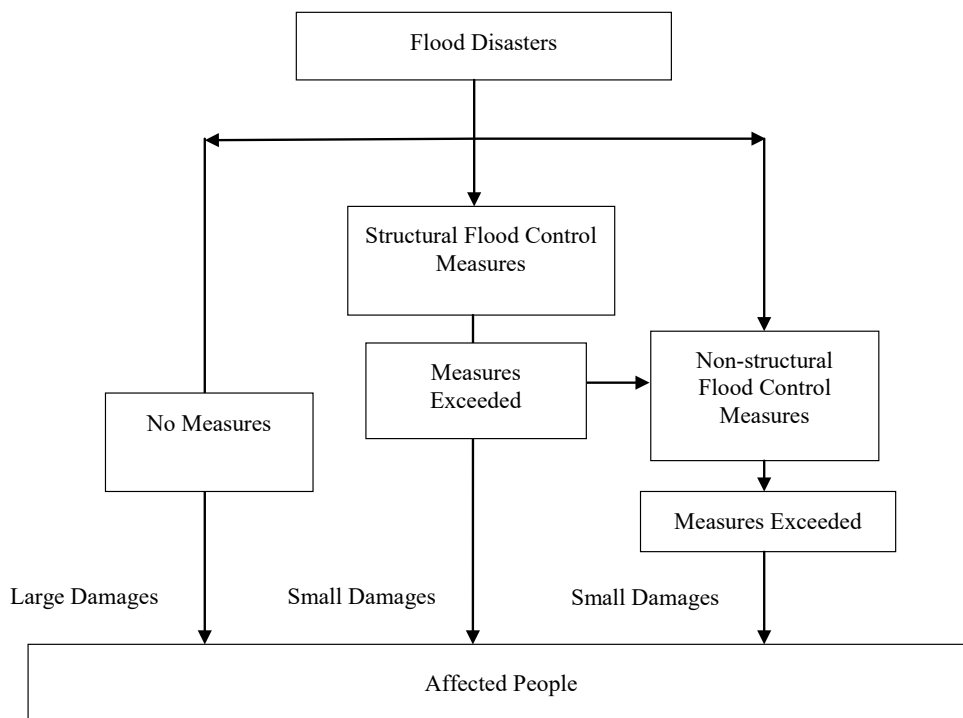 Flood Disasters
Structural Flood Control
Measures
Measures
Exceeded
Non-structural
Flood Control
Measures
No Measures
Measures Exceeded
Large Damages
Small Damages
Small Damages
Affected People